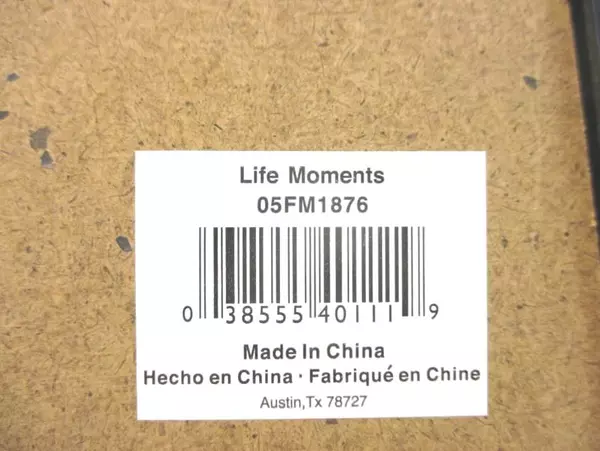 Life Moments
05FM1876
0 38555 40111 9
Made In China
Hecho en China · Fabriqué en Chine
Austin,Tx 78727